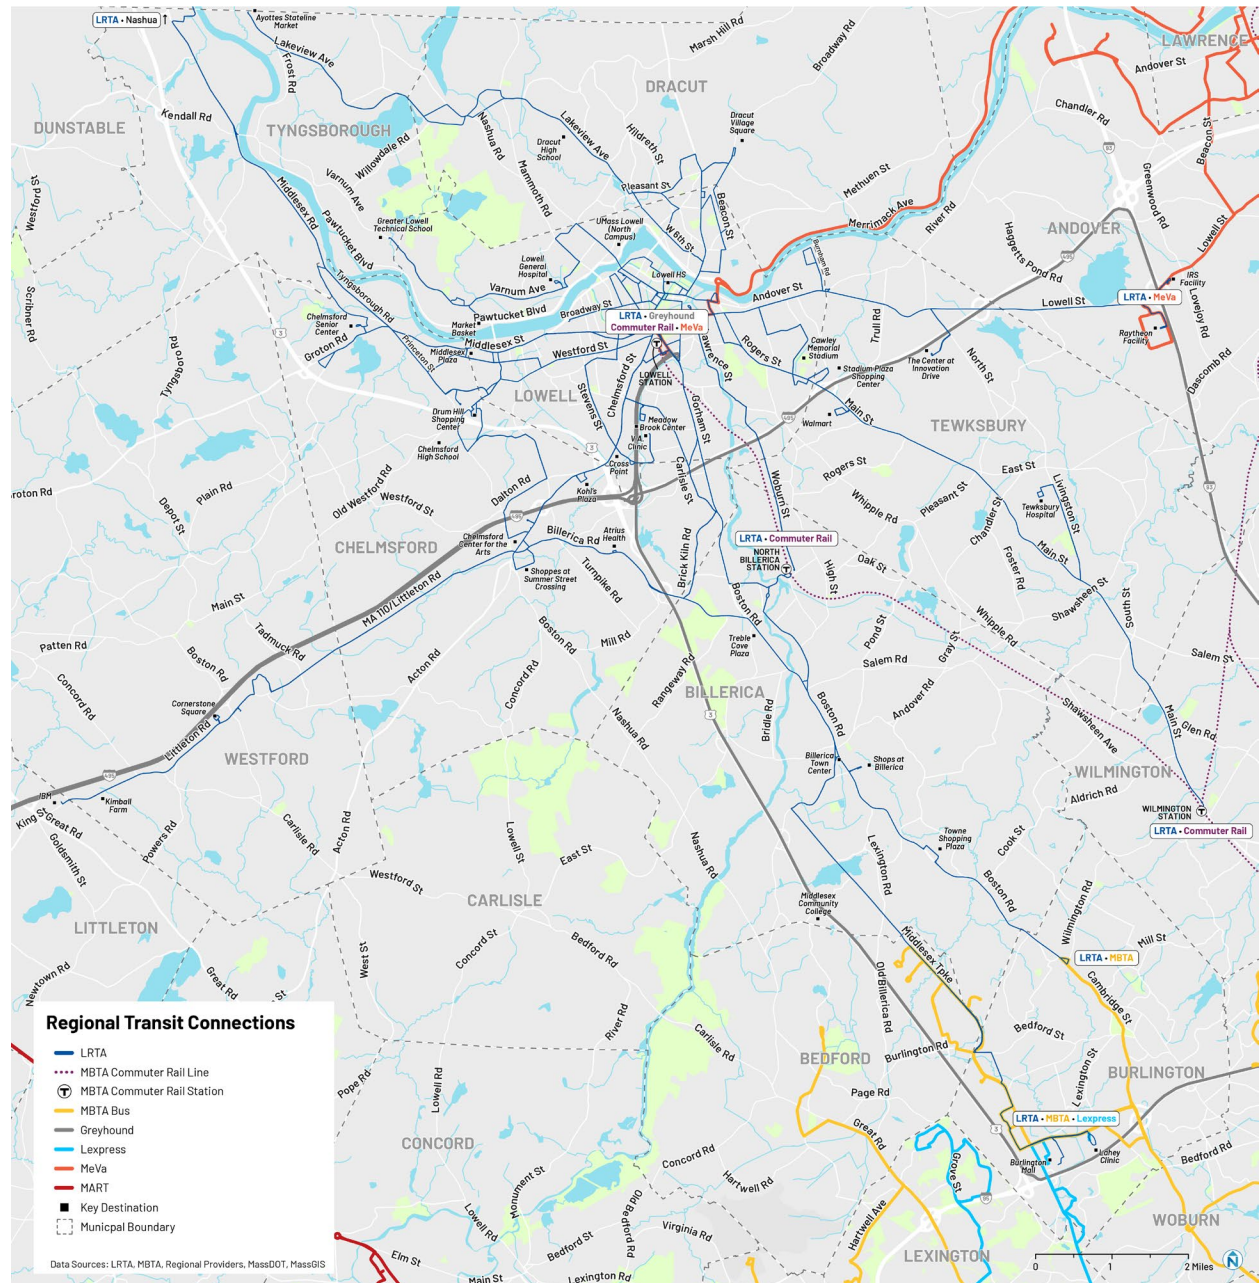 LRTA • Nashua ↑
Ayottes Stateline
Market
Lakeview Ave
Frost Rd
Marsh Hill Rd
Broadway Rd
LAWRENCE
Andover St
DRACUT
Kendall Rd
DUNSTABLE
TYNGSBOROUGH
Willowdale Rd
Nashua Rd
Dracut
High
School
Lakeview Ave
Hildreth St
Dracut
Village
Square
Chandler Rd
93
Beacon St
Westford St
Varnum Ave
Mammoth Rd
Pleasant St
Methuen St
Greenwood Rd
Middlesex Rd
Pawtucket Blvd
Greater Lowell
Technical School
UMass Lowell
(North
Campus)
W 6th St
Beacon St
Merrimack Ave
River Rd
Haggetts Pond Rd
ANDOVER
495
Lowell St
Lowell
General
Hospital
Lowell HS
Burnham Rd
IRS
Facility
Scribner Rd
Tyngsborough Rd
Varnum Ave
Broadway St
Andover St
Lowell St
LRTA • MeVa
Lovejoy Rd
Chelmsford
Senior
Center
Groton Rd
Princeton St
Market
Basket
Pawtucket Blvd
LRTA • Greyhound
Commuter Rail • MeVa
Trull Rd
Raytheon
Facility
3
Middlesex
Plaza
Middlesex St
Westford St
LOWELL
STATION
Lawrence St
Rogers St
Cawley
Memorial
Stadium
Stadium Plaza
Shopping
Center
The Center at
Innovation
Drive
North St
Dascomb Rd
Tyngsboro Rd
LOWELL
Chelmsford St
Stevens St
Gorham St
Main St
495
Walmart
TEWKSBURY
Drum Hill
Shopping
Center
Meadow
Brook Center
V.A.
Clinic
Chelmsford
High School
3
Cross
Point
Carlisle St
Woburn St
Rogers St
East St
Groton Rd
Depot St
Plain Rd
Old Westford Rd
Westford St
Dalton Rd
Kohl's
Plaza
Whipple Rd
Pleasant St
Chandler St
Livingston St
Tewksbury
Hospital
93
CHELMSFORD
495
Chelmsford
Center for the
Arts
Billerica Rd
Atrius
Health
LRTA • Commuter Rail
NORTH
BILLERICA
STATION
Oak St
Main St
Foster Rd
Shoppes at
Summer Street
Crossing
Turnpike Rd
Brick Kiln Rd
High St
Boston Rd
Shawsheen St
South St
Main St
MA 110/Littleton Rd
Tadmuck Rd
Boston Rd
Mill Rd
Treble
Cove
Plaza
Pond St
Whipple Rd
Patten Rd
Boston Rd
Acton Rd
Concord Rd
Rangeway Rd
Salem Rd
Gray St
Salem St
Concord Rd
Cornerstone
Square
BILLERICA
Andover Rd
Shawsheen Ave
Main St
Glen Rd
Littleton Rd
Nashua Rd
3
Bridle Rd
Boston Rd
WESTFORD
Billerica
Town
Center
Shops at
Billerica
WILMINGTON
495
IBM
Kimball
Farm
Aldrich Rd
WILMINGTON
STATION
LRTA • Commuter Rail
King St
Great Rd
Goldsmith St
Powers Rd
Carlisle Rd
Acton Rd
Lowell St
East St
Nashua Rd
Lexington Rd
Towne
Shopping
Plaza
Cook St
Westford St
Boston Rd
CARLISLE
Middlesex
Community
College
Wilmington Rd
LITTLETON
Mill St
Newtown Rd
Great Rd
West St
Concord St
Bedford Rd
Middlesex Tpke
LRTA • MBTA
St
Old Billerica Rd
Cambridge St
River Rd
Carlisle Rd
Bedford St
BEDFORD
Burlington Rd
Lexington St
BURLINGTON
Pope Rd
Lowell Rd
Page Rd
LRTA • MBTA • Lexpress
Great Rd
3
CONCORD
Concord Rd
Hartwell Rd
Grove St
Burlington
Mall
Lahey
Clinic
Bedford Rd
95
Monument St
Lowell Rd
Old Bedford Rd
Virginia Rd
Hartwell Ave
WOBURN
Elm St
Main St
Bedford St
Lexington Rd
LEXINGTON
0 1 2 Miles
N
Regional Transit Connections
LRTA
MBTA Commuter Rail Line
T MBTA Commuter Rail Station
MBTA Bus
Greyhound
Lexpress
MeVa
MART
Key Destination
Municpal Boundary
Data Sources: LRTA, MBTA, Regional Providers, MassDOT, MassGIS